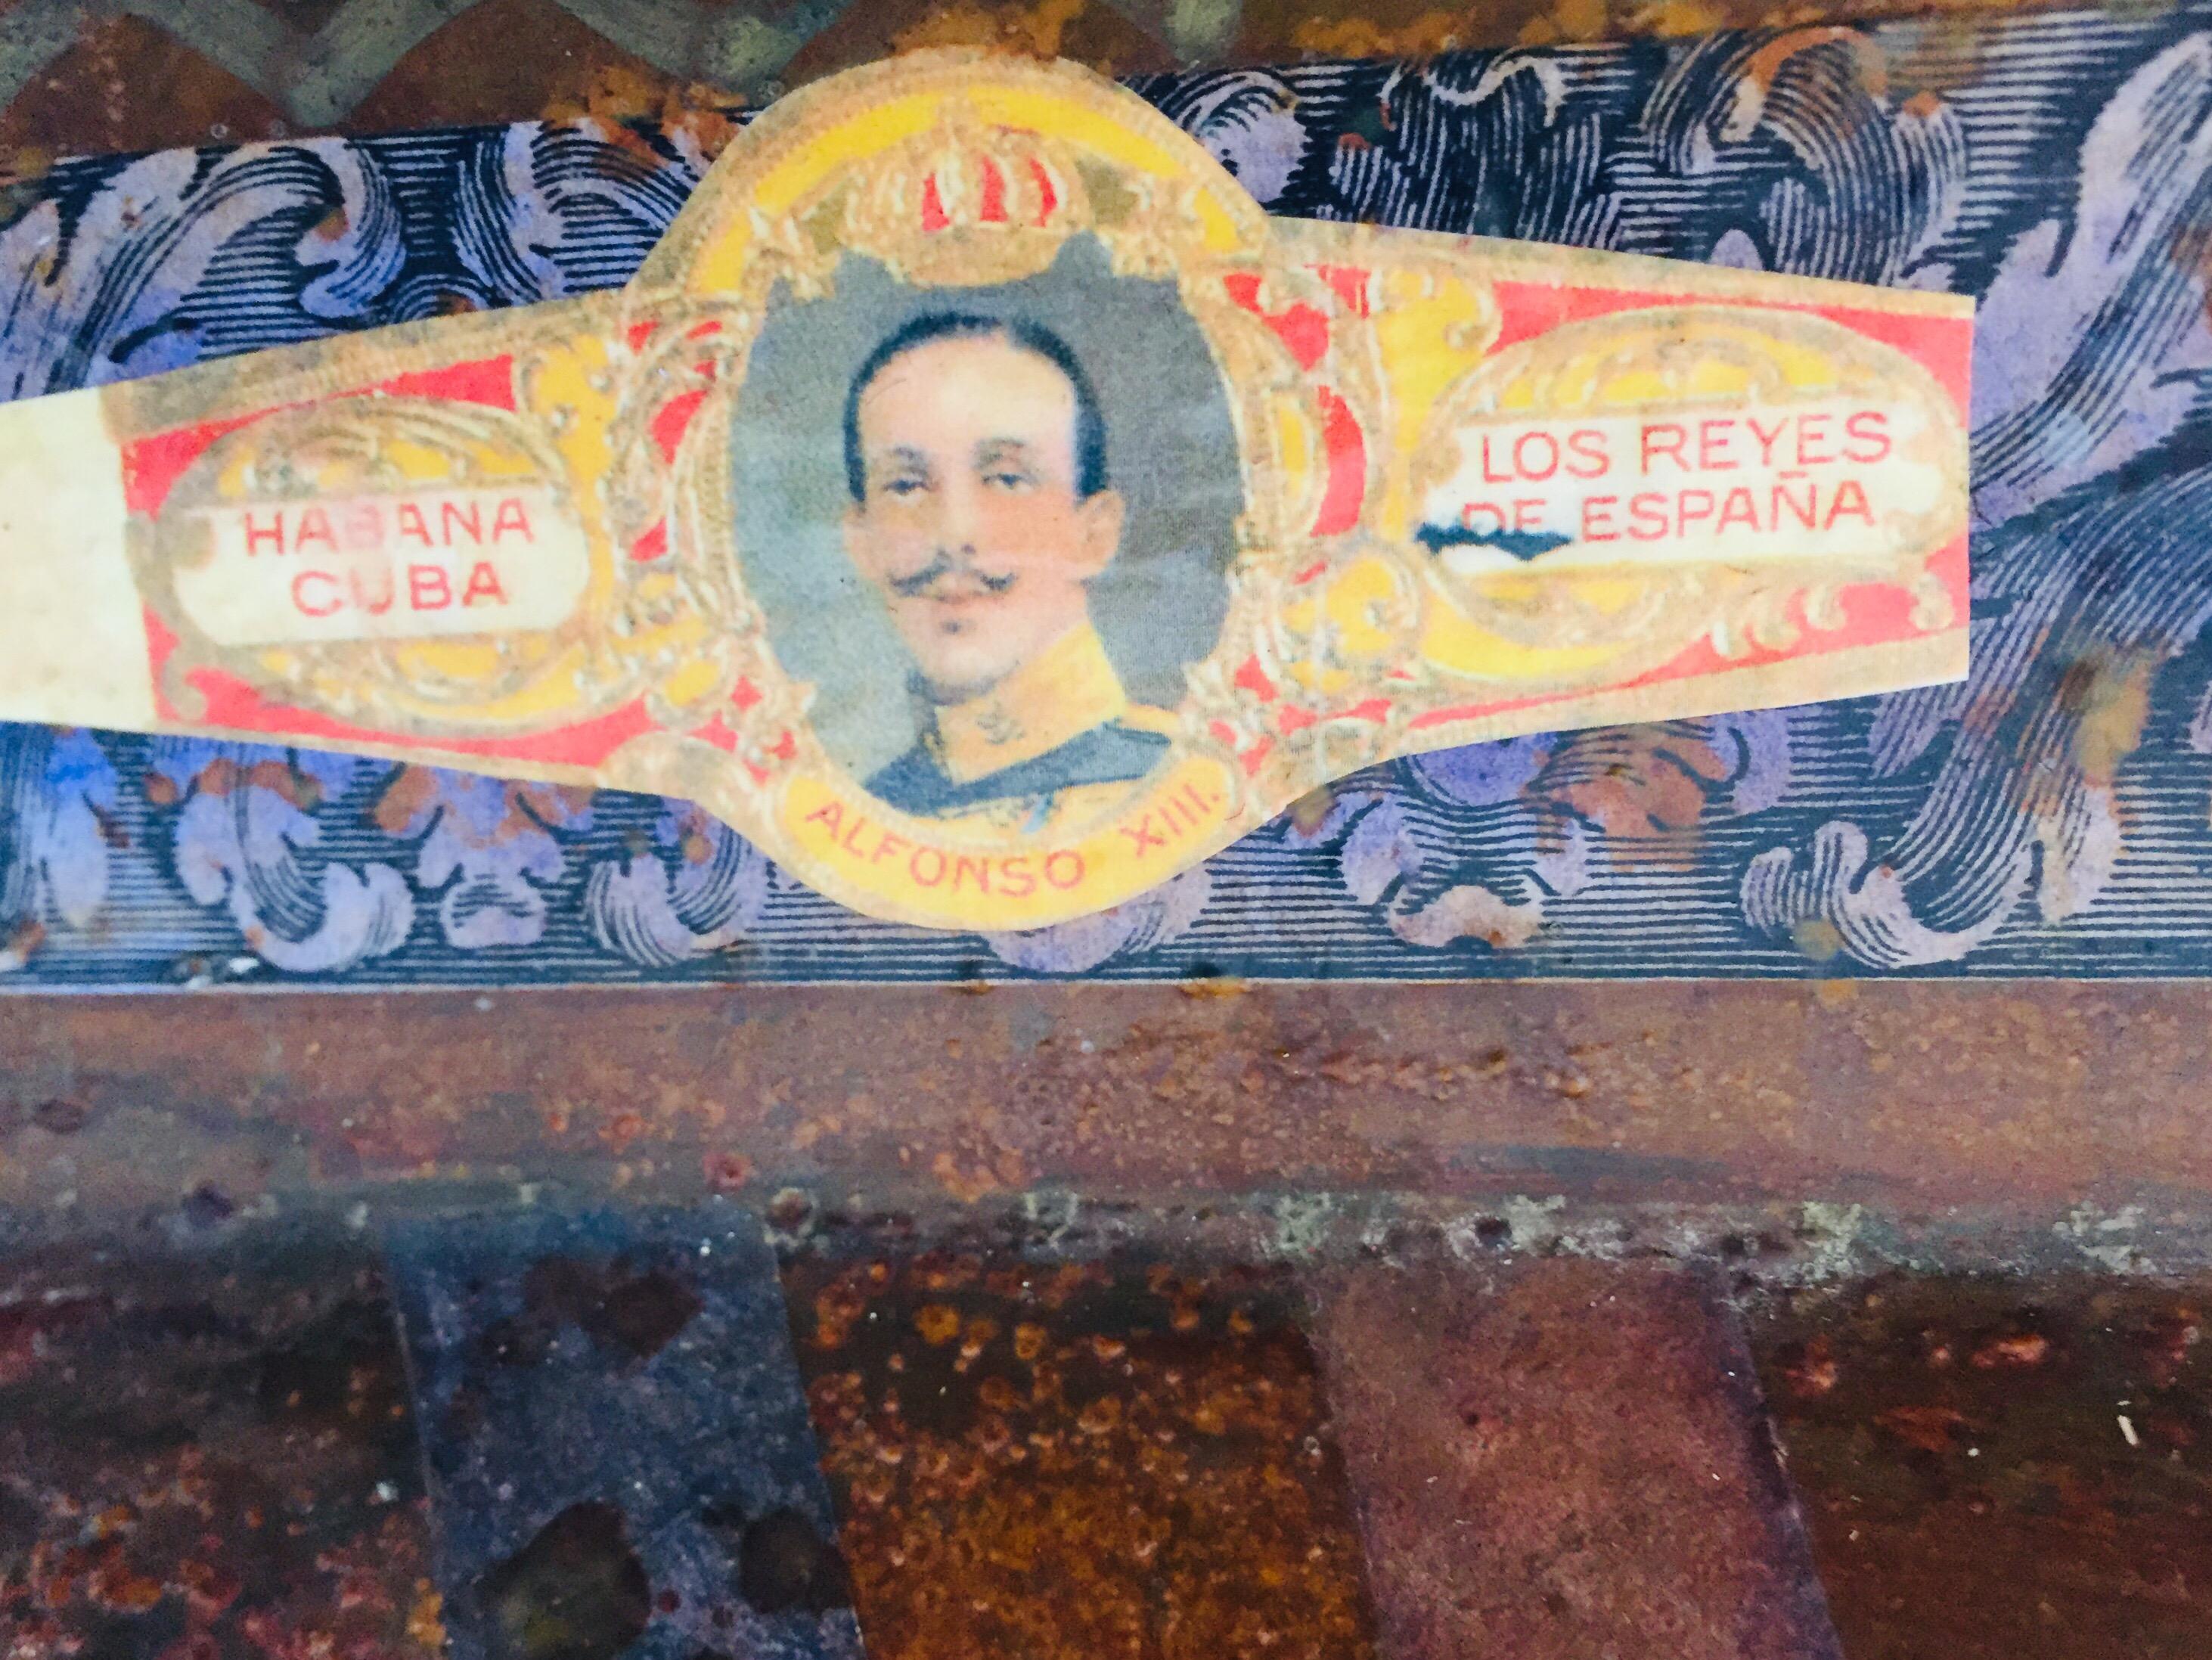 HABANA
CUBA
ALFONSO XIII.
LOS REYES
DE ESPAÑA